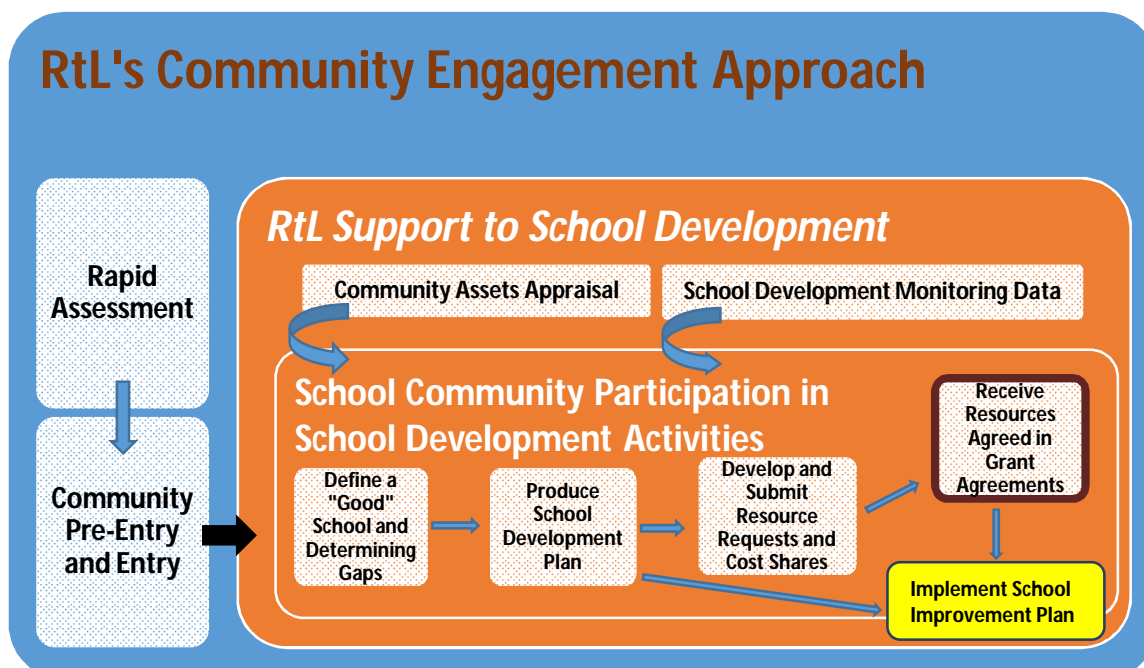 RtL's Community Engagement Approach
Rapid
Assessment
Community
Pre-Entry
and Entry
RtL Support to School Development
Community Assets Appraisal
School Development Monitoring Data
School Community Participation in
School Development Activities
Define a
"Good"
School and
Determining
Gaps
Produce
School
Development
Plan
Develop and
Submit
Resource
Requests and
Cost Shares
Receive
Resources
Agreed in
Grant
Agreements
Implement School
Improvement Plan